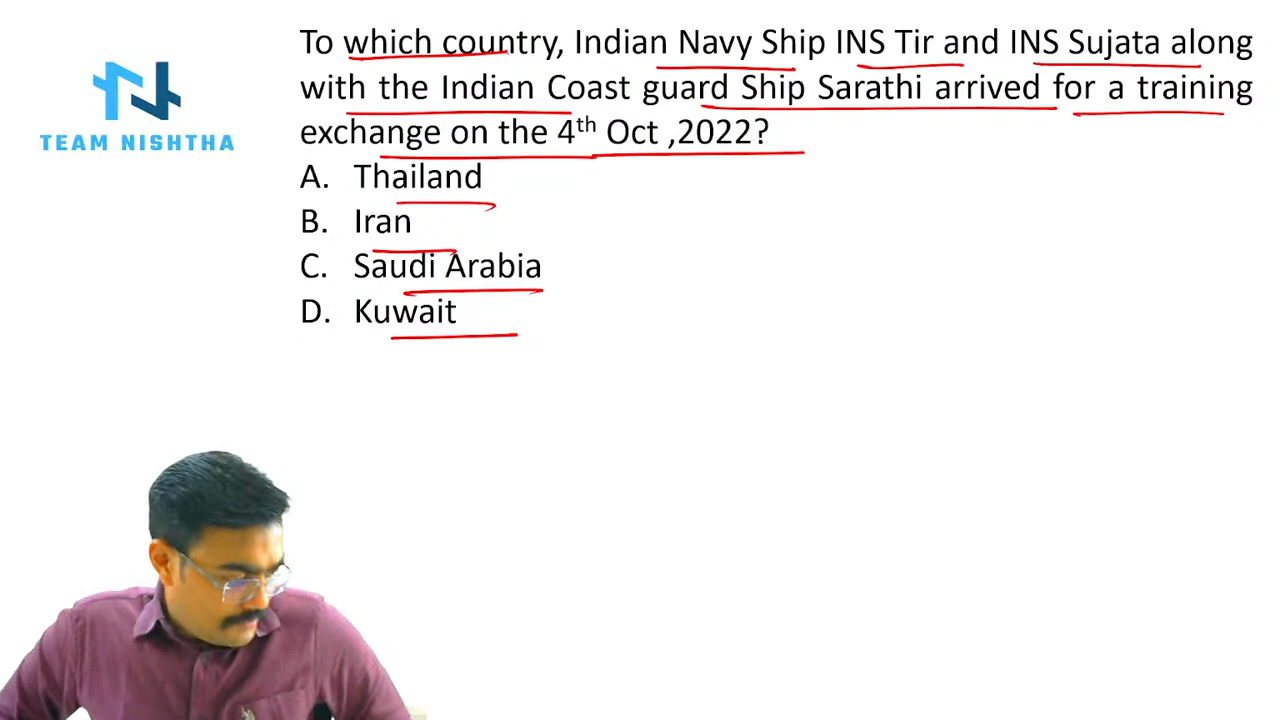 To which country, Indian Navy Ship INS Tir and INS Sujata along
with the Indian Coast guard Ship Sarathi arrived for a training
exchange on the 4th Oct ,2022?
A. Thailand
B. Iran
C. Saudi Arabia
D. Kuwait
TEAM NISHTHA